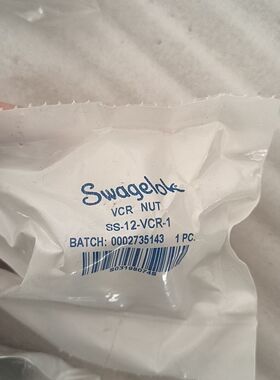 Swagelok
VCR NUT
SS-12-VCR-1
BATCH: 0002735143 1 PC.